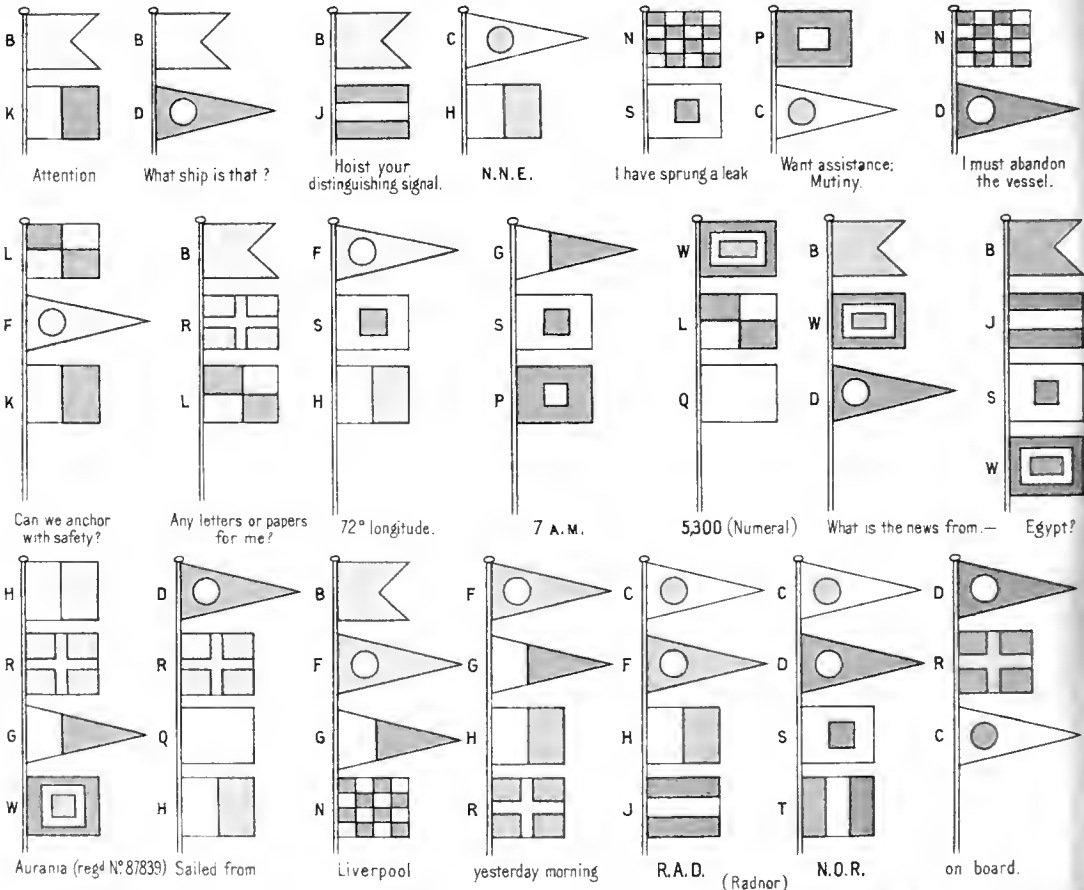 B B B C N P N
K D J H S C D
Attention What ship is that ? Hoist your distinguishing signal. N.N.E. I have sprung a leak Want assistance; Mutiny. I must abandon the vessel.
L B F G W B B
F R S S L W J
K L H P Q D S
W
Can we anchor with safety? Any letters or papers for me? 72° longitude. 7 A.M. 5,300 (Numeral) What is the news from.— Egypt?
H D B F C C D
R R F G F D R
G Q G H H S C
W H N R J T
Aurania (regd No. 87839) Sailed from Liverpool yesterday morning R.A.D. (Radnor) N.O.R. on board.